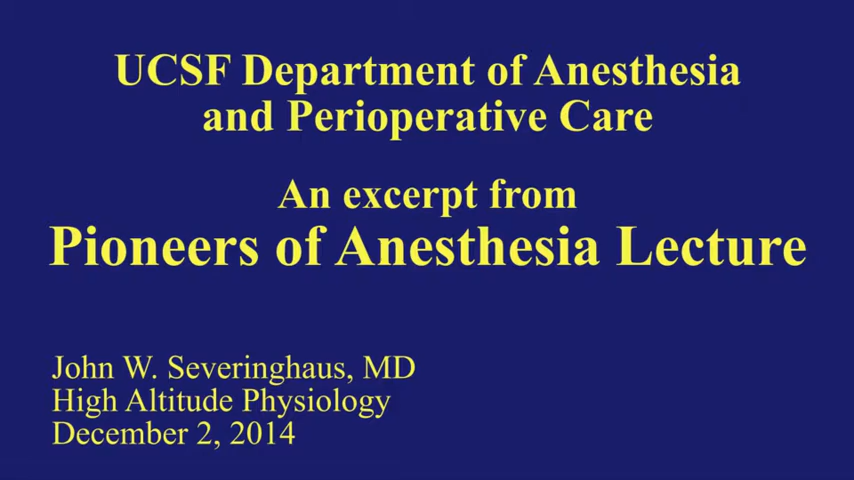 UCSF Department of Anesthesia
and Perioperative Care
An excerpt from
Pioneers of Anesthesia Lecture
John W. Severinghaus, MD
High Altitude Physiology
December 2, 2014